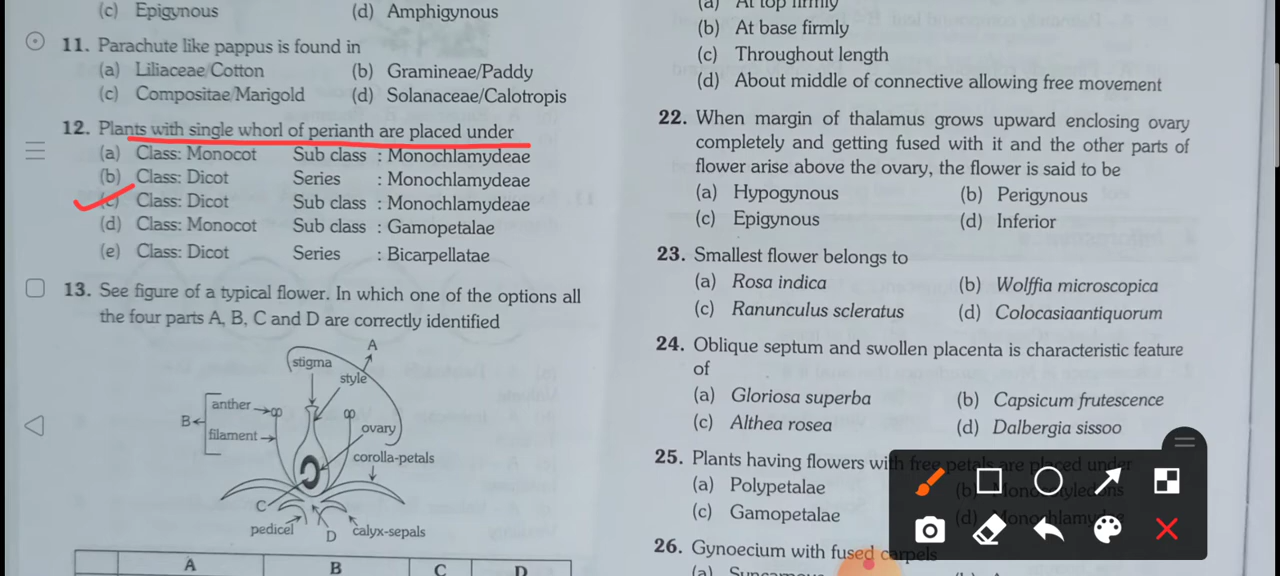 (c) Epigynous (d) Amphigynous
11. Parachute like pappus is found in
(a) Liliaceae/Cotton (b) Gramineae/Paddy
(c) Compositae/Marigold (d) Solanaceae/Calotropis
12. Plants with single whorl of perianth are placed under
(a) Class: Monocot Sub class : Monochlamydeae
(b) Class: Dicot Series : Monochlamydeae
(c) Class: Dicot Sub class : Monochlamydeae
(d) Class: Monocot Sub class : Gamopetalae
(e) Class: Dicot Series : Bicarpellatae
13. See figure of a typical flower. In which one of the options all
the four parts A, B, C and D are correctly identified
A
stigma
style
anther
B
filament
ovary
corolla-petals
C
pedicel
D
calyx-sepals
A B C D
(a) At top firmly
(b) At base firmly
(c) Throughout length
(d) About middle of connective allowing free movement
22. When margin of thalamus grows upward enclosing ovary
completely and getting fused with it and the other parts of
flower arise above the ovary, the flower is said to be
(a) Hypogynous (b) Perigynous
(c) Epigynous (d) Inferior
23. Smallest flower belongs to
(a) Rosa indica (b) Wolffia microscopica
(c) Ranunculus scleratus (d) Colocasiaantiquorum
24. Oblique septum and swollen placenta is characteristic feature
of
(a) Gloriosa superba (b) Capsicum frutescence
(c) Althea rosea (d) Dalbergia sissoo
25. Plants having flowers with free petals are placed under
(a) Polypetalae (b)
(c) Gamopetalae (d)
26. Gynoecium with fused carpels
(a)